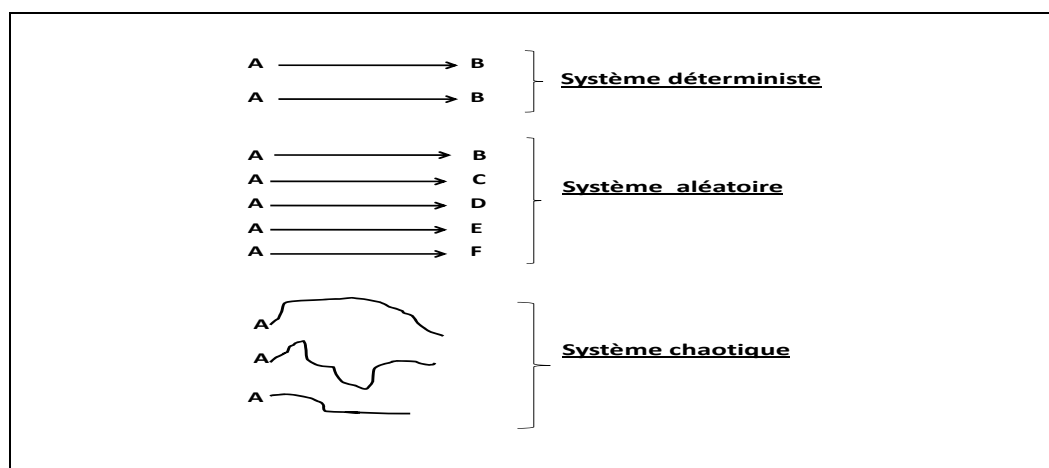 A B
A B
Système déterministe
A B
A C
A D
A E
A F
Système aléatoire
A
A
A
Système chaotique